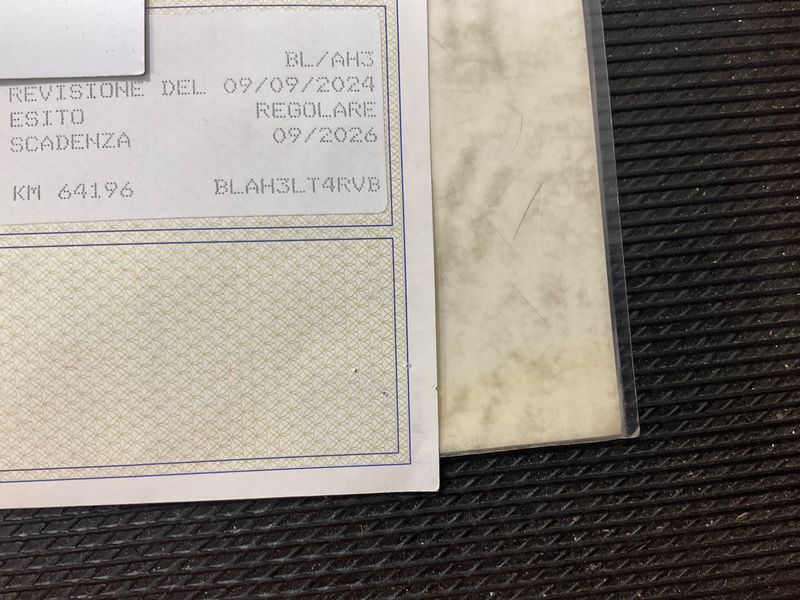 BL/AH3
REVISIONE DEL 09/09/2024
ESITO REGOLARE
SCADENZA 09/2026
KM 64196 BLAH3LT4RVB